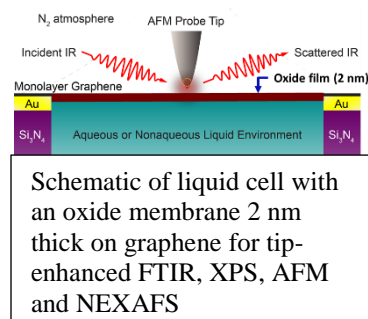 N₂ atmosphere
AFM Probe Tip
Incident IR
Scattered IR
Monolayer Graphene
Oxide film (2 nm)
Au
Au
Si₃N₄
Aqueous or Nonaqueous Liquid Environment
Si₃N₄
Schematic of liquid cell with
an oxide membrane 2 nm
thick on graphene for tip-
enhanced FTIR, XPS, AFM
and NEXAFS